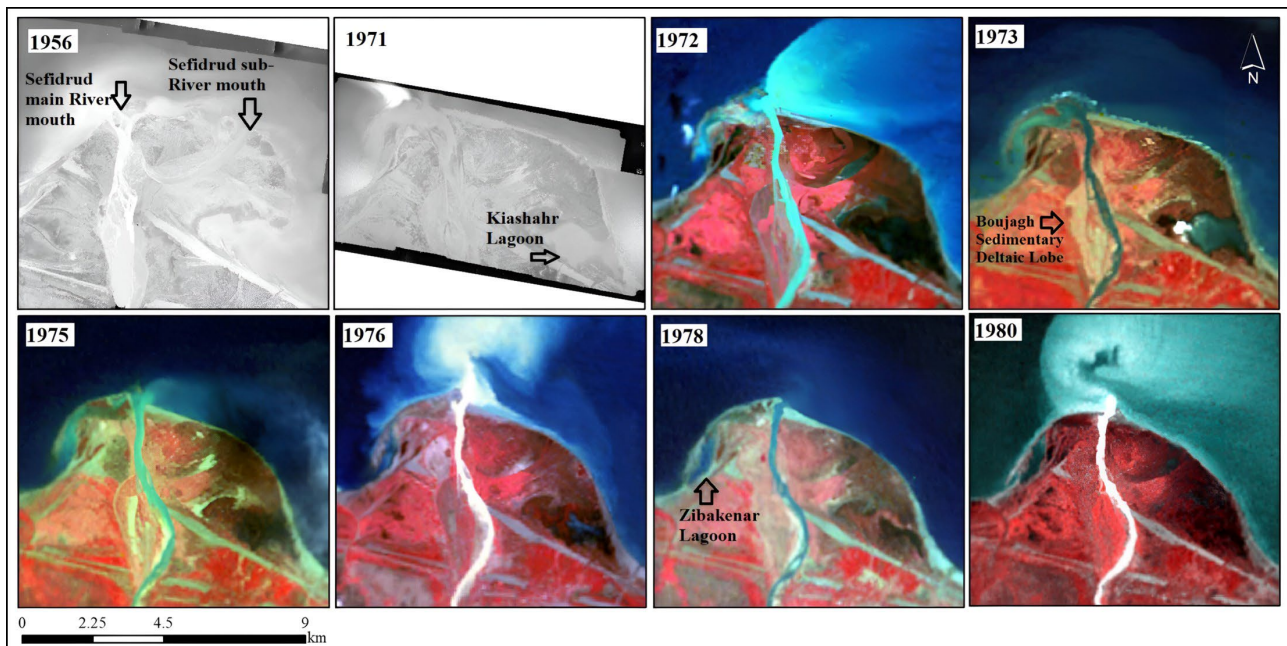 1956
Sefidrud
main River
mouth
Sefidrud sub-
River mouth
1971
Kiashahr
Lagoon
1972
1973
N
Boujagh
Sedimentary
Deltaic Lobe
1975
1976
1978
Zibakenar
Lagoon
1980
0 2.25 4.5 9
km